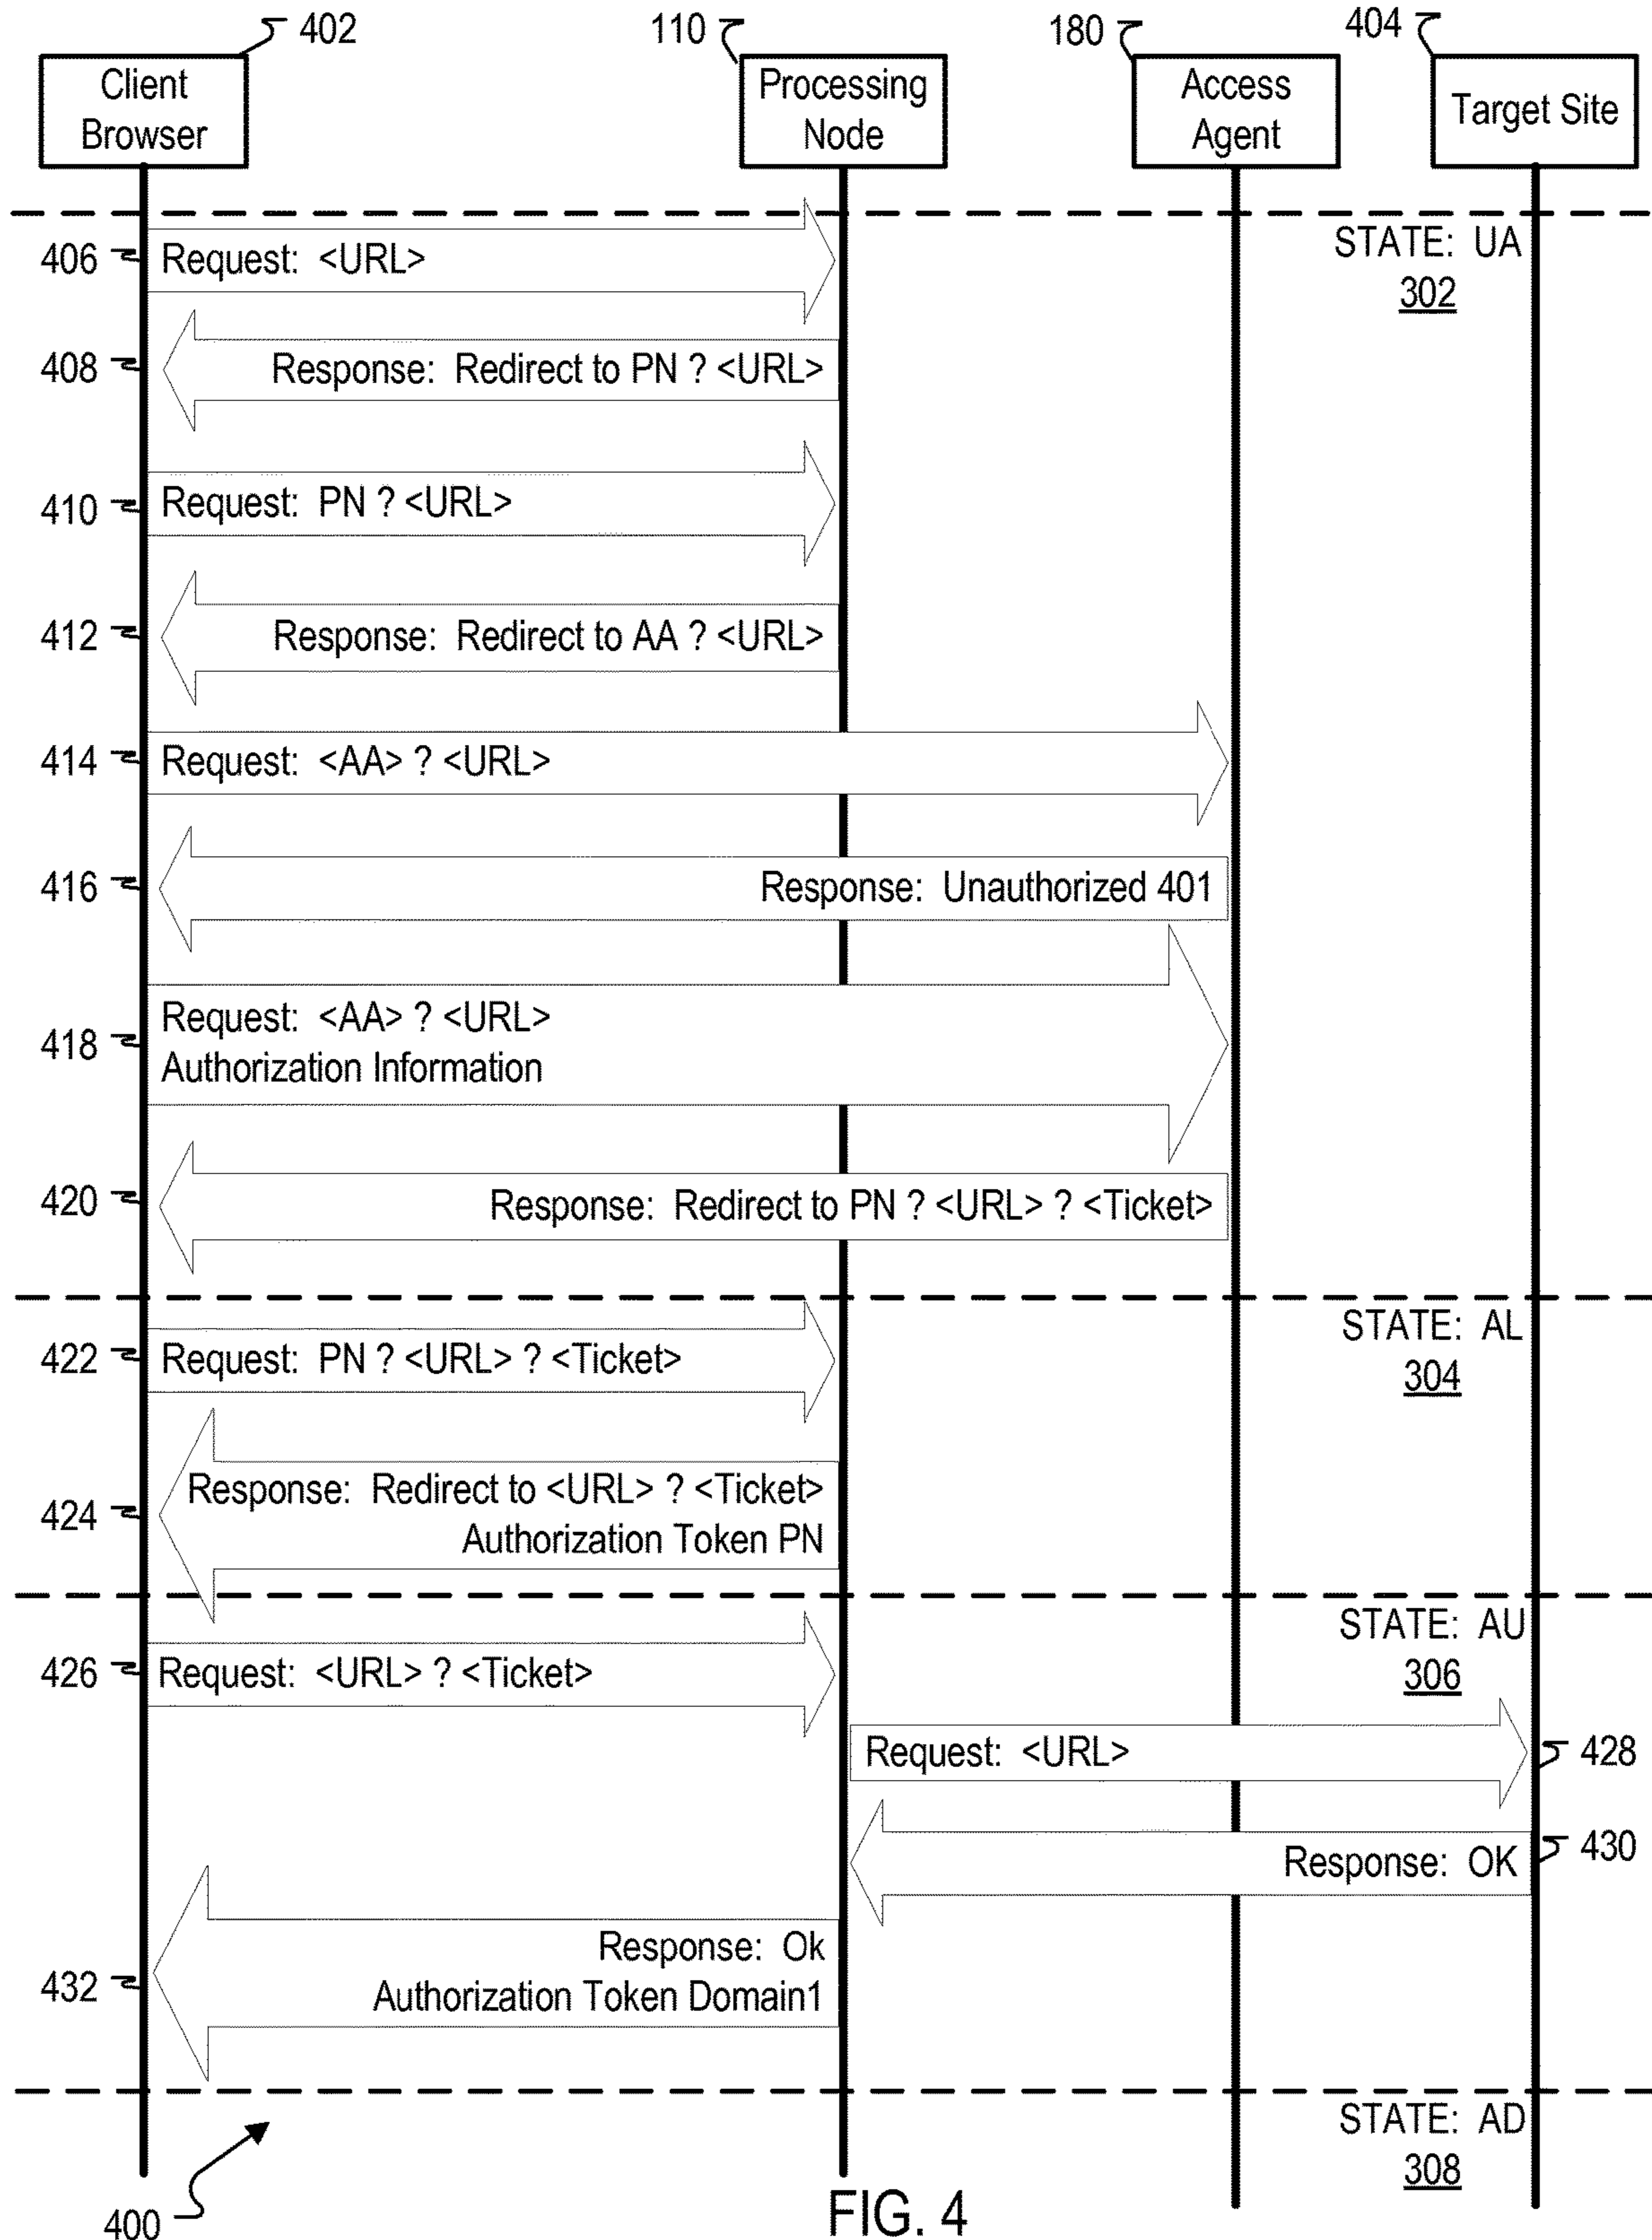 402
110
180
404
Client
Browser
Processing
Node
Access
Agent
Target Site
STATE: UA
302
406
Request: <URL>
408
Response: Redirect to PN ? <URL>
410
Request: PN ? <URL>
412
Response: Redirect to AA ? <URL>
414
Request: <AA> ? <URL>
416
Response: Unauthorized 401
418
Request: <AA> ? <URL>
Authorization Information
420
Response: Redirect to PN ? <URL> ? <Ticket>
STATE: AL
304
422
Request: PN ? <URL> ? <Ticket>
424
Response: Redirect to <URL> ? <Ticket>
Authorization Token PN
STATE: AU
306
426
Request: <URL> ? <Ticket>
Request: <URL>
428
Response: OK
430
432
Response: Ok
Authorization Token Domain1
STATE: AD
308
400
FIG. 4